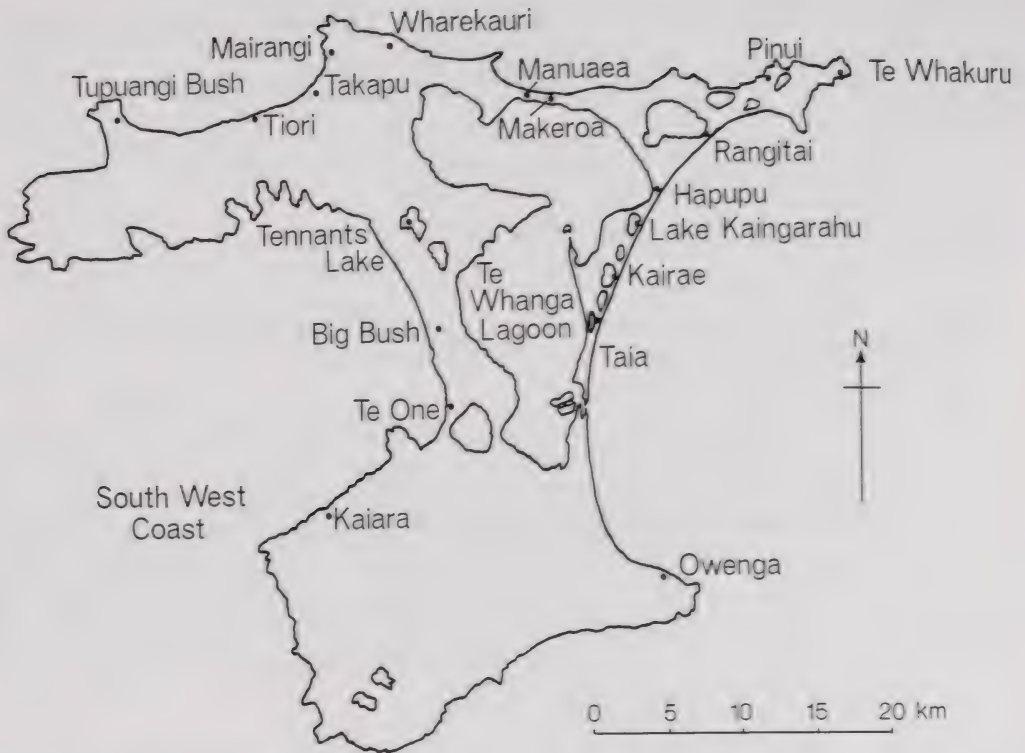 Wharekauri
Mairangi
Pinui
Manuaea
Te Whakuru
Tupuangi Bush
Takapu
Tiori
Makeroa
Rangitai
Hapupu
Lake Kaingarahu
Tennants
Lake
Te
Whanga
Lagoon
Kairae
Big Bush
Taia
N
Te One
South West
Coast
Kaiara
Owenga
0 5 10 15 20 km